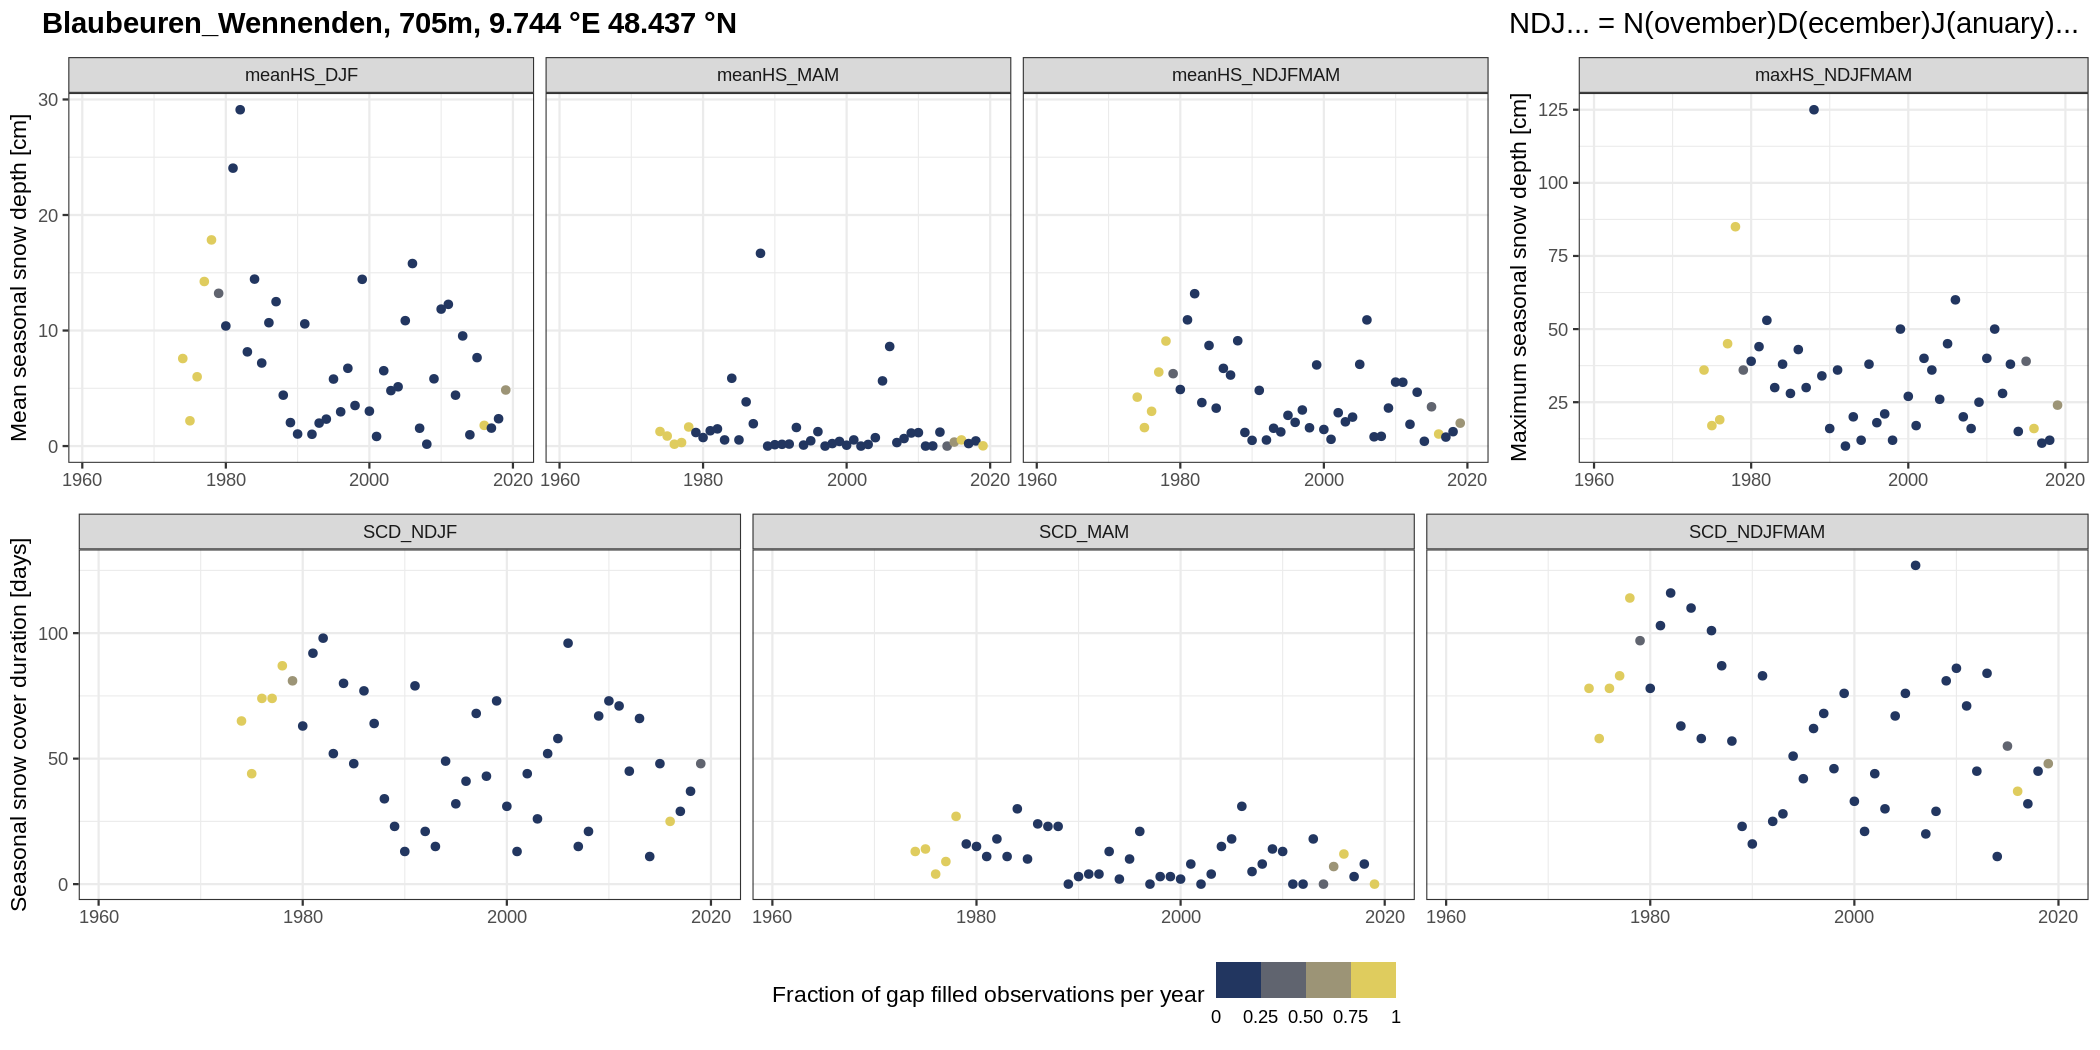 Blaubeuren_Wennenden, 705m, 9.744 °E 48.437 °N
NDJ... = N(ovember)D(ecember)J(anuary)...
meanHS_DJF
meanHS_MAM
meanHS_NDJFMAM
maxHS_NDJFMAM
Mean seasonal snow depth [cm]
30
20
10
0
1960 1980 2000 2020
1960 1980 2000 2020
1960 1980 2000 2020
Maximum seasonal snow depth [cm]
125
100
75
50
25
1960 1980 2000 2020
SCD_NDJF
SCD_MAM
SCD_NDJFMAM
Seasonal snow cover duration [days]
100
50
0
1960 1980 2000 2020
1960 1980 2000 2020
1960 1980 2000 2020
Fraction of gap filled observations per year
0 0.25 0.50 0.75 1